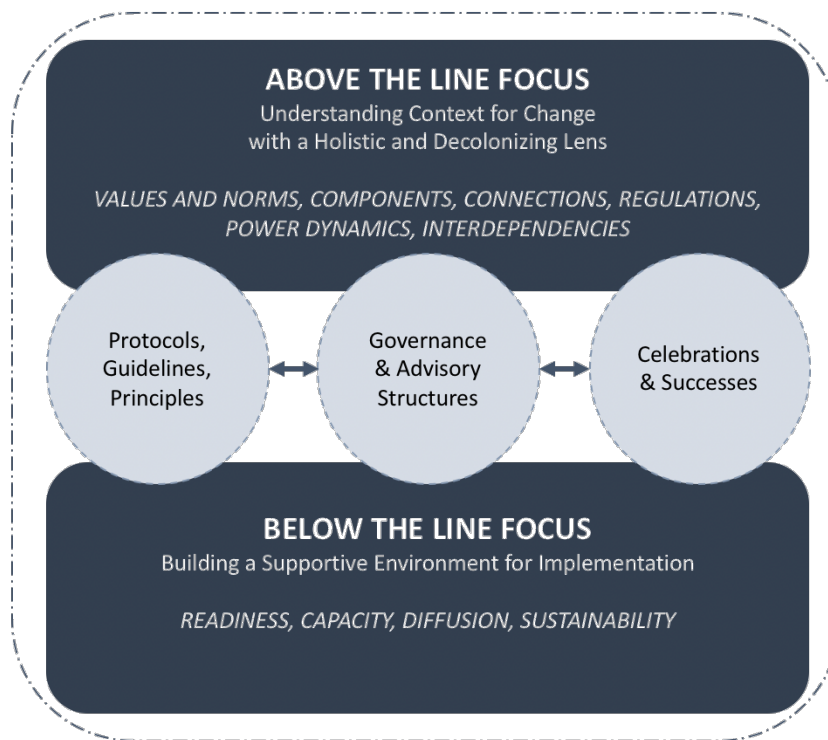 ABOVE THE LINE FOCUS
Understanding Context for Change
with a Holistic and Decolonizing Lens
VALUES AND NORMS, COMPONENTS, CONNECTIONS, REGULATIONS,
POWER DYNAMICS, INTERDEPENDENCIES
Protocols,
Guidelines,
Principles
Governance
& Advisory
Structures
Celebrations
& Successes
BELOW THE LINE FOCUS
Building a Supportive Environment for Implementation
READINESS, CAPACITY, DIFFUSION, SUSTAINABILITY